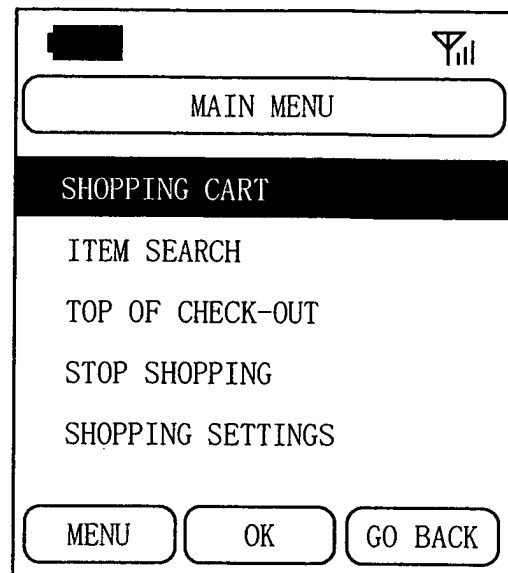 MAIN MENU
SHOPPING CART
ITEM SEARCH
TOP OF CHECK-OUT
STOP SHOPPING
SHOPPING SETTINGS
MENU OK GO BACK